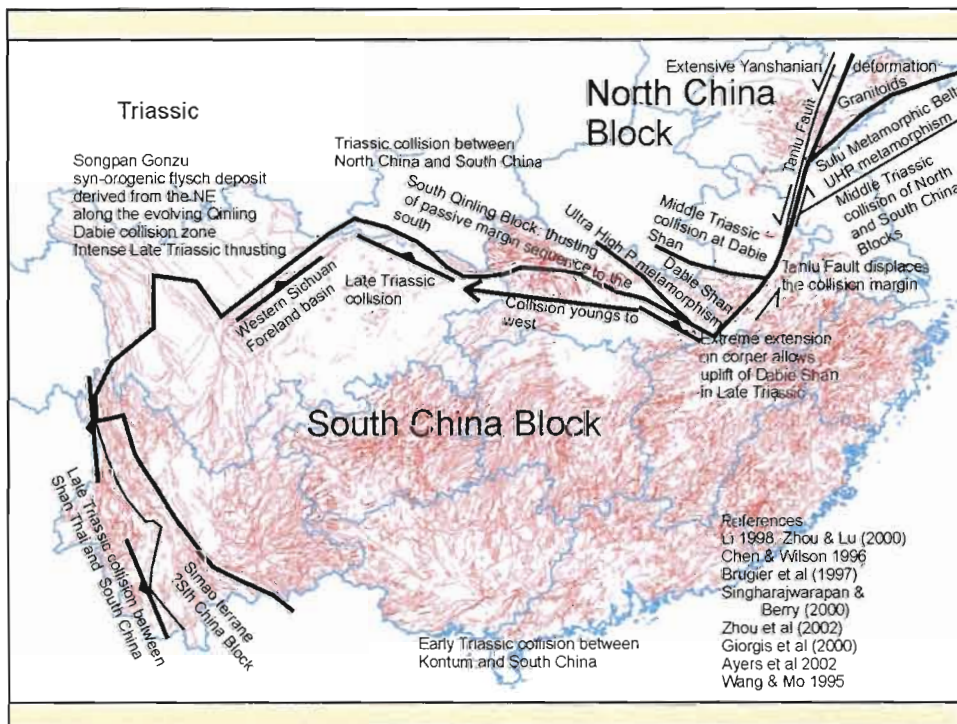 Triassic
Songpan Gonzu
syn-orogenic flysch deposit
derived from the NE
along the evolving Qinling
Dabie collision zone
Intense Late Triassic thrusting
Triassic collision between
North China and South China
North China
Block
Extensive Yanshanian
deformation
Tanlu Fault
Granitoids
Sulu Metamorphic Belt
UHP metamorphism
Middle Triassic
collision of North
and South China
Blocks
South Qinling Block: thusting
of passive margin sequence to the
south
Ultra High P metamorphism
Middle Triassic
collision at Dabie
Shan
Dabie Shan
Tanlu Fault displaces
the collision margin
Western Sichuan
Foreland basin
Late Triassic
collision
Collision youngs to
west
Extreme extension
on corner allows
uplift of Dabie Shan
in Late Triassic
South China Block
Late Triassic collision between
Shan Thai and South China
Simao terrane
?Sth China Block
Early Triassic collision between
Kontum and South China
References
Li 1998, Zhou & Lu (2000)
Chen & Wilson 1996
Brugier et al (1997)
Singharajwarapan &
Berry (2000)
Zhou et al (2002)
Giorgis et al (2000)
Ayers et al 2002
Wang & Mo 1995